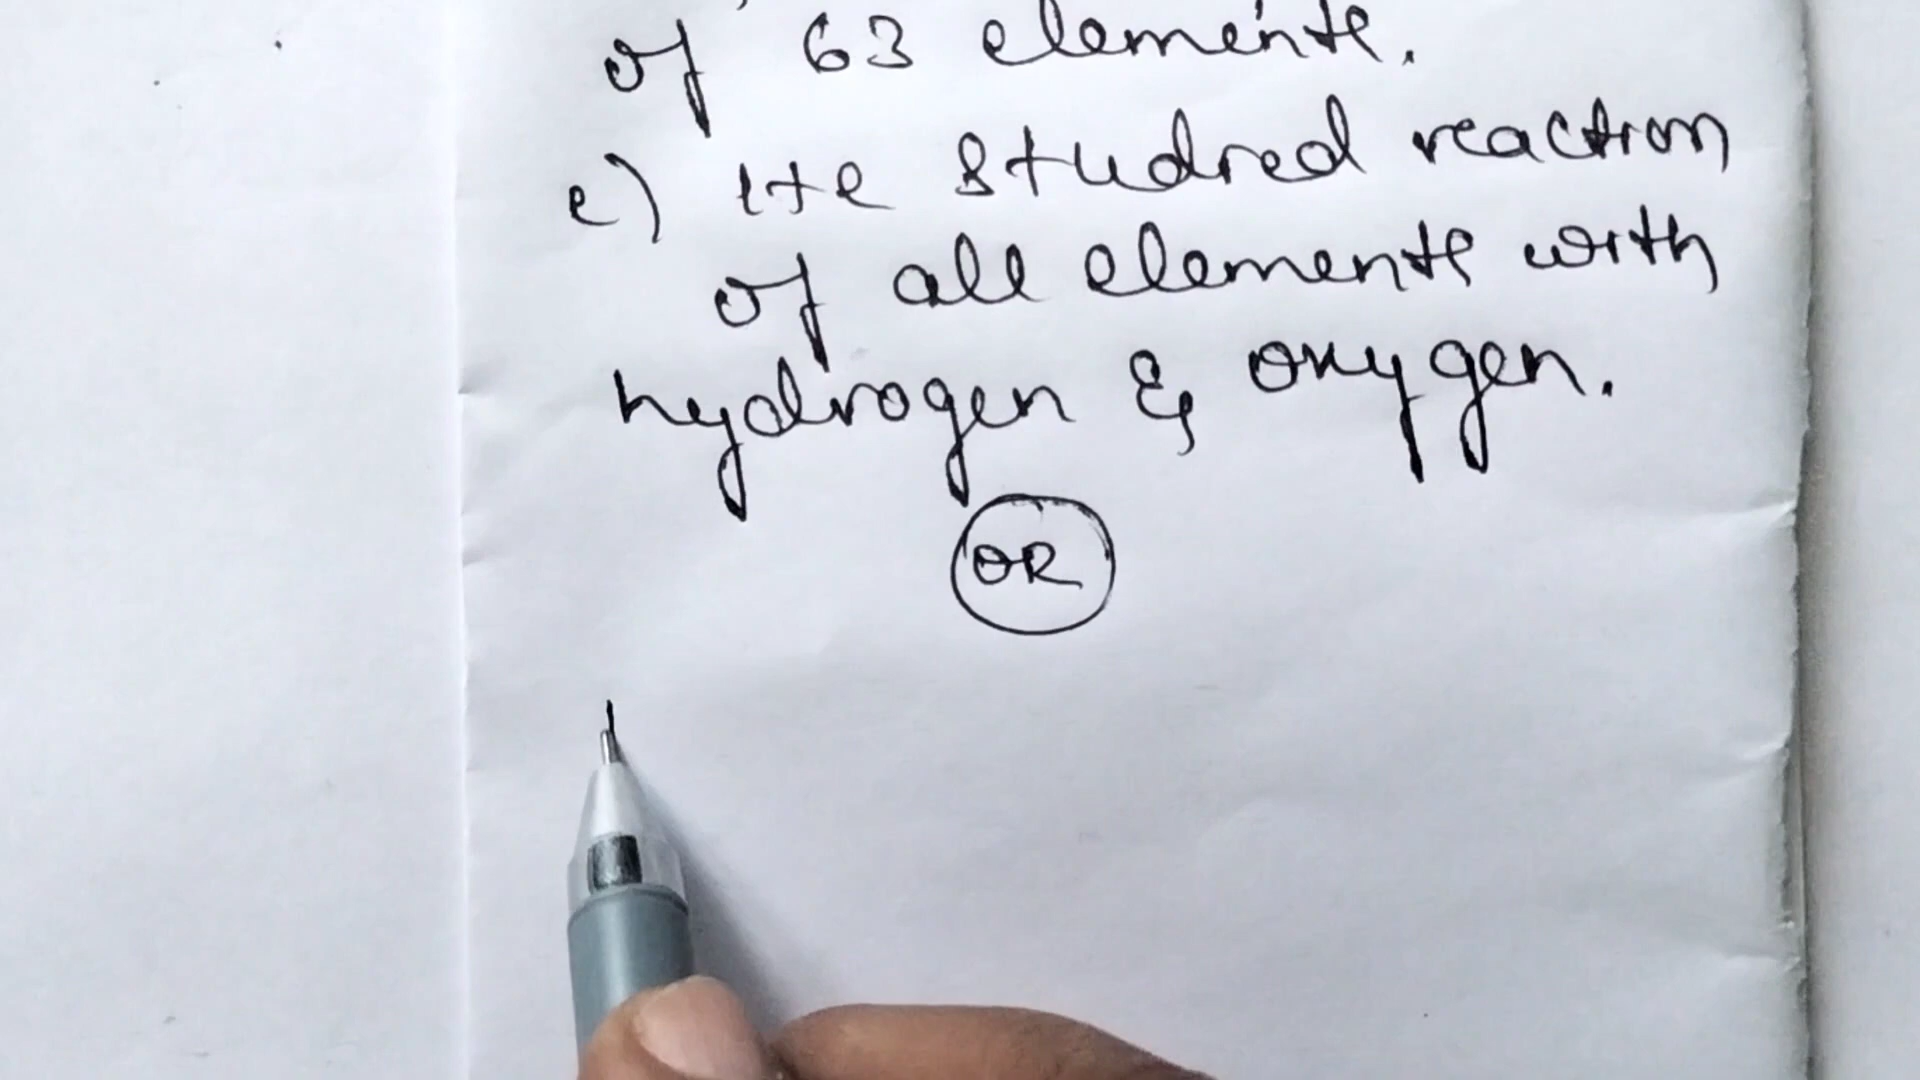 of 63 elements.
e) He studied reaction
of all elements with
hydrogen & oxygen.
OR